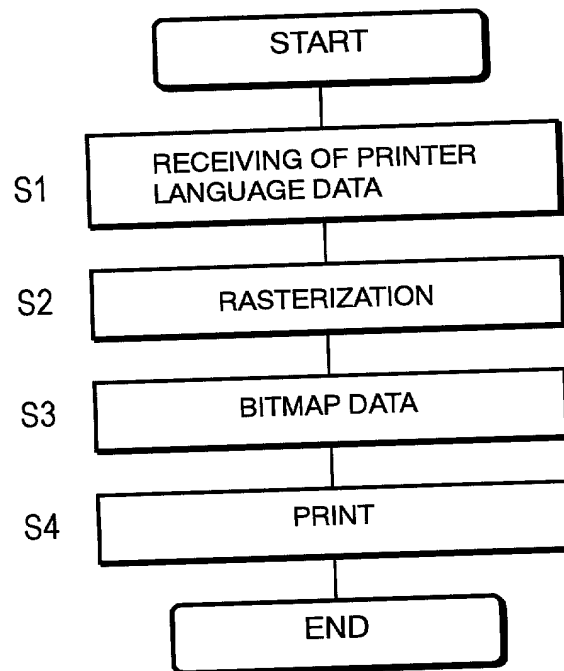 START
S1
RECEIVING OF PRINTER
LANGUAGE DATA
S2
RASTERIZATION
S3
BITMAP DATA
S4
PRINT
END